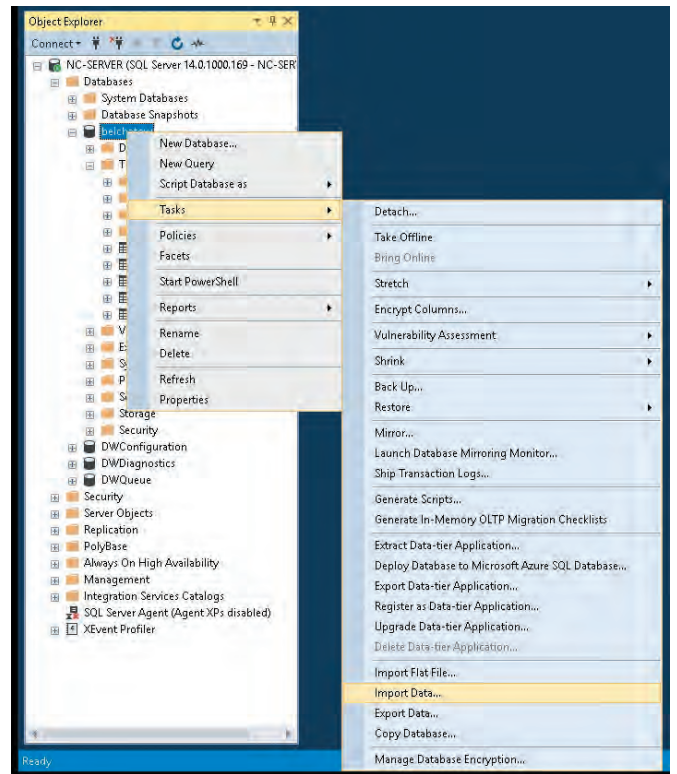 Object Explorer
Connect
NC-SERVER (SQL Server 14.0.1000.169 - NC-SER
Databases
System Databases
Database Snapshots
New Database...
New Query
Script Database as
Tasks
Policies
Facets
Start PowerShell
Reports
Rename
Delete
Refresh
Properties
Detach...
Take Offline
Bring Online
Stretch
Encrypt Columns...
Vulnerability Assessment
Shrink
Back Up...
Restore
Mirror...
Launch Database Mirroring Monitor...
Ship Transaction Logs...
Generate Scripts...
Generate In-Memory OLTP Migration Checklists
Extract Data-tier Application...
Deploy Database to Microsoft Azure SQL Database...
Export Data-tier Application...
Register as Data-tier Application...
Upgrade Data-tier Application...
Delete Data-tier Application...
Import Flat File...
Import Data...
Export Data...
Copy Database...
Manage Database Encryption...
D
T
V
E
S
P
S
Storage
Security
DWConfiguration
DWDiagnostics
DWQueue
Security
Server Objects
Replication
PolyBase
Always On High Availability
Management
Integration Services Catalogs
SQL Server Agent (Agent XPs disabled)
XEvent Profiler
Ready